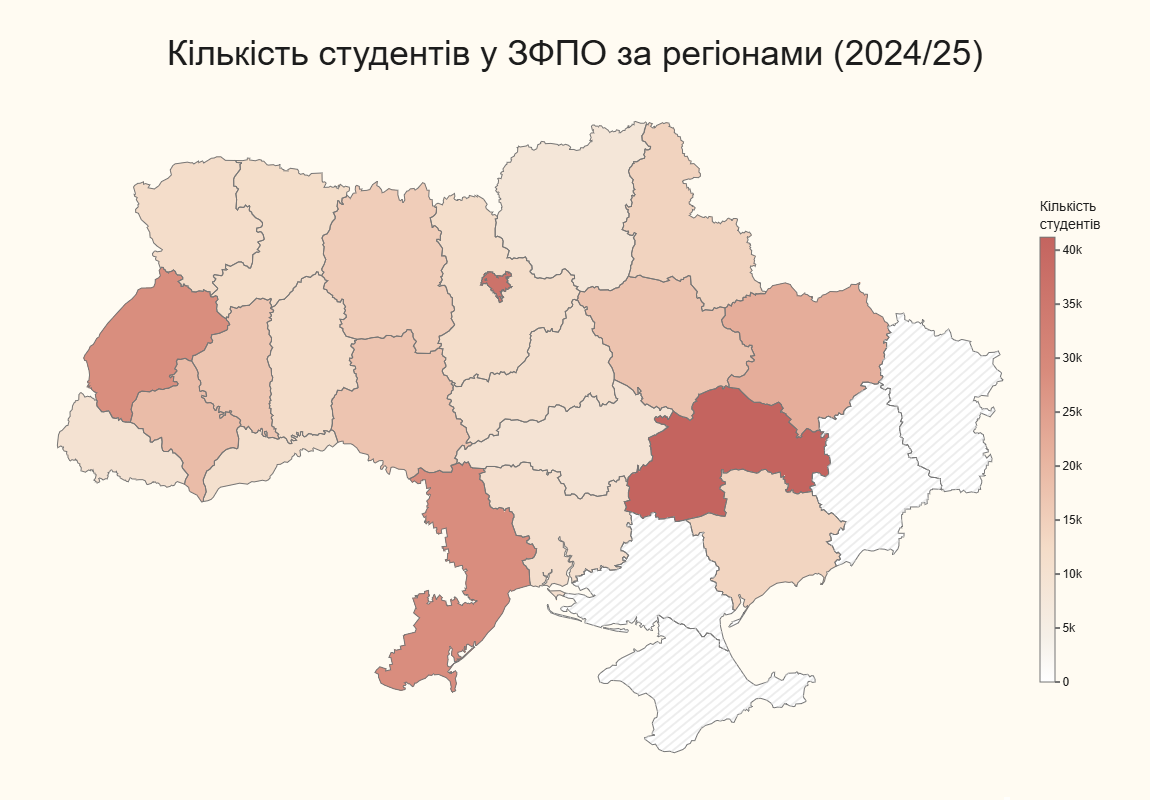 Кількість студентів у ЗФПО за регіонами (2024/25)
Кількість
студентів
40k
35k
30k
25k
20k
15k
10k
5k
0